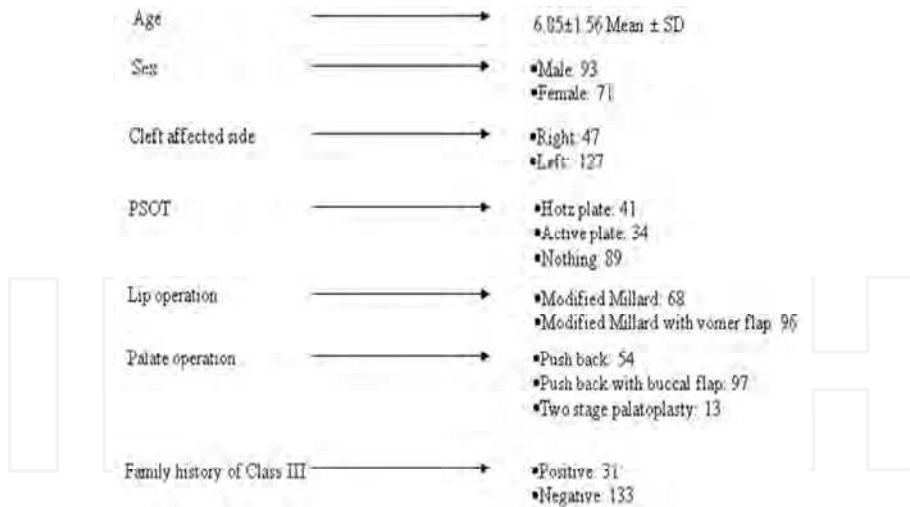 Age 6.85±1.56 Mean ± SD
Sex ▪Male: 93
▪Female: 71
Cleft affected side ▪Right: 47
▪Left: 127
PSOT ▪Hotz plate: 41
▪Active plate: 34
▪Nothing: 89
Lip operation ▪Modified Millard: 68
▪Modified Millard with vomer flap: 96
Palate operation ▪Push back: 54
▪Push back with buccal flap: 97
▪Two stage palatoplasty: 13
Family history of Class III ▪Positive: 31
▪Negative: 133